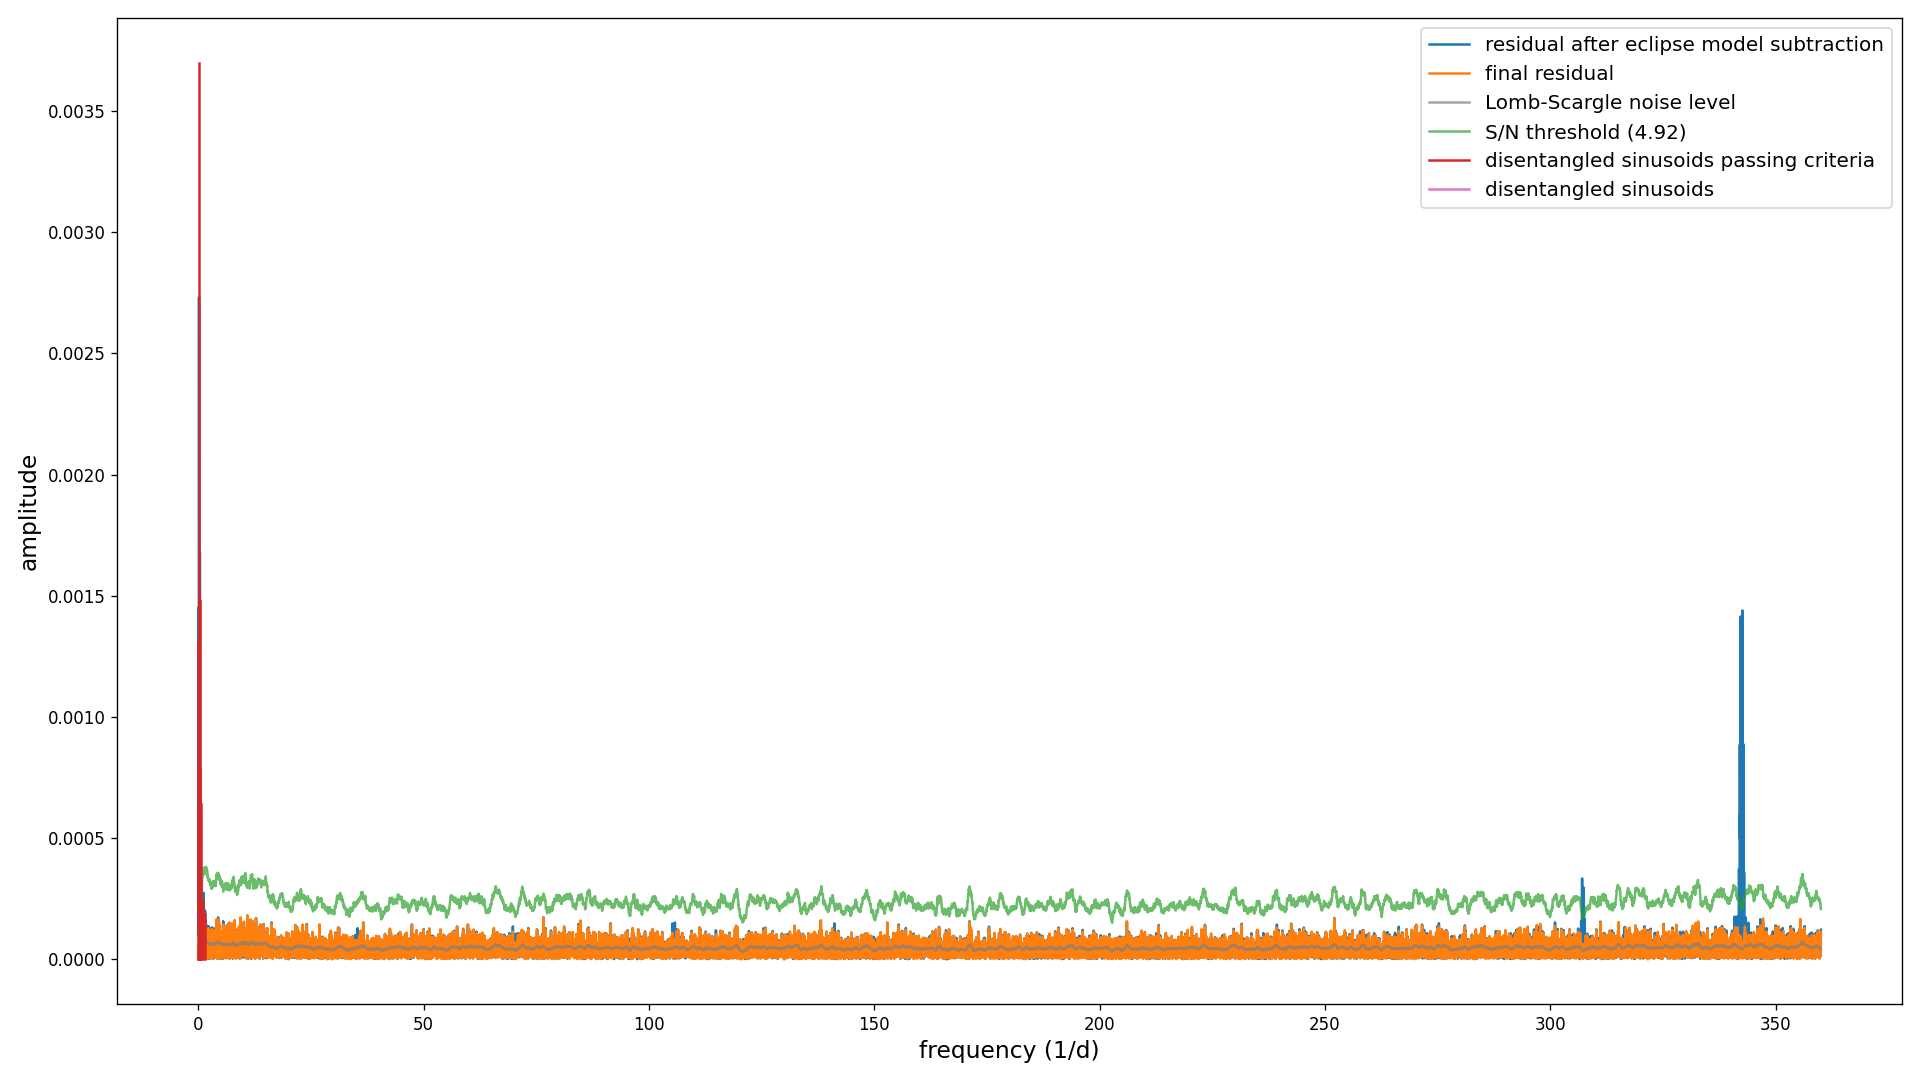 residual after eclipse model subtraction
final residual
Lomb-Scargle noise level
S/N threshold (4.92)
disentangled sinusoids passing criteria
disentangled sinusoids
amplitude
0.0035
0.0030
0.0025
0.0020
0.0015
0.0010
0.0005
0.0000
0 50 100 150 200 250 300 350
frequency (1/d)